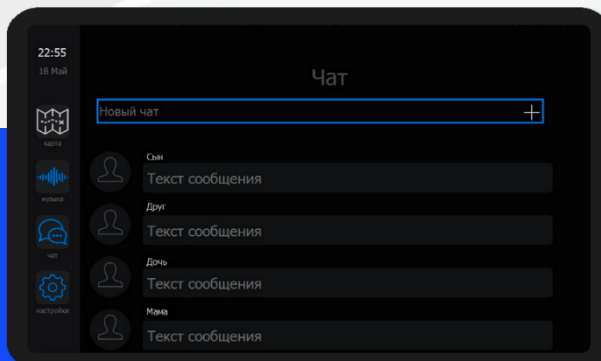 22:55
18 Май
карта
музыка
чат
настройки
Чат
Новый чат
Сын
Текст сообщения
Друг
Текст сообщения
Дочь
Текст сообщения
Мама
Текст сообщения